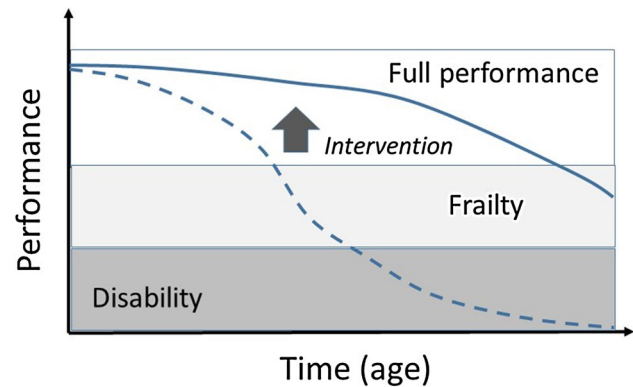 Full performance
Intervention
Frailty
Disability
Performance
Time (age)